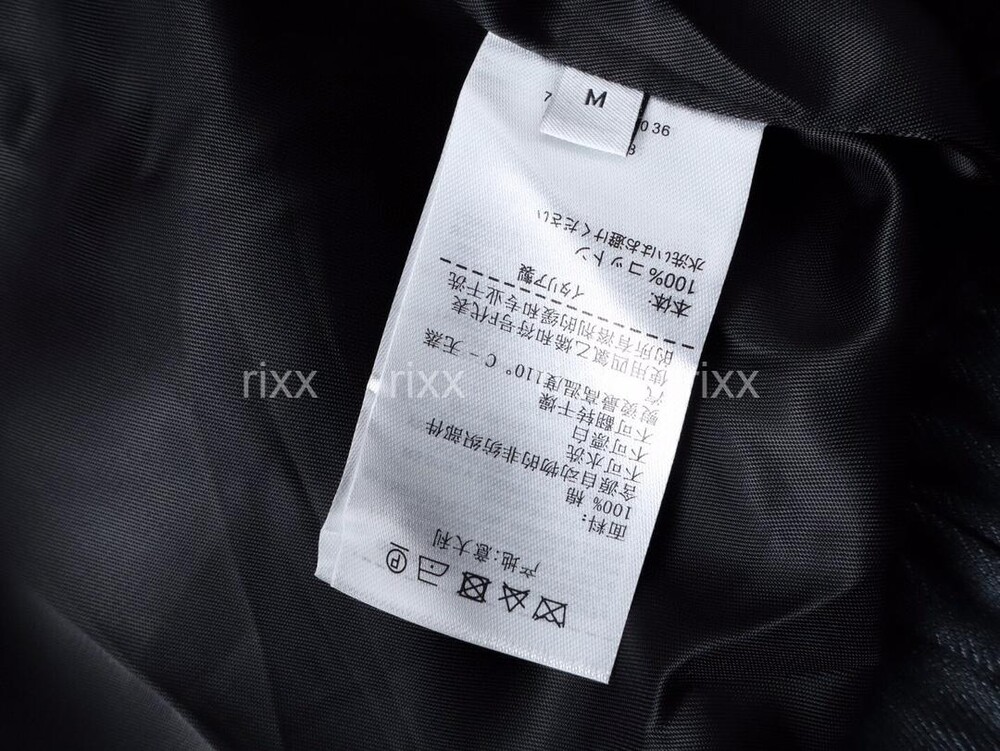 M
7 036
8
产地:意大利
面料:
100% 棉
含源自动物的非纺织部件
不可水洗
不可漂白
不可翻转干燥
熨烫最高温度110° C - 无蒸
汽
使用四氯乙烯和符号F代表
的所有溶剂的缓和专业干洗
イタリア製
本体:
100% コットン
水洗いはお避けください
P
rixx rixx rixx